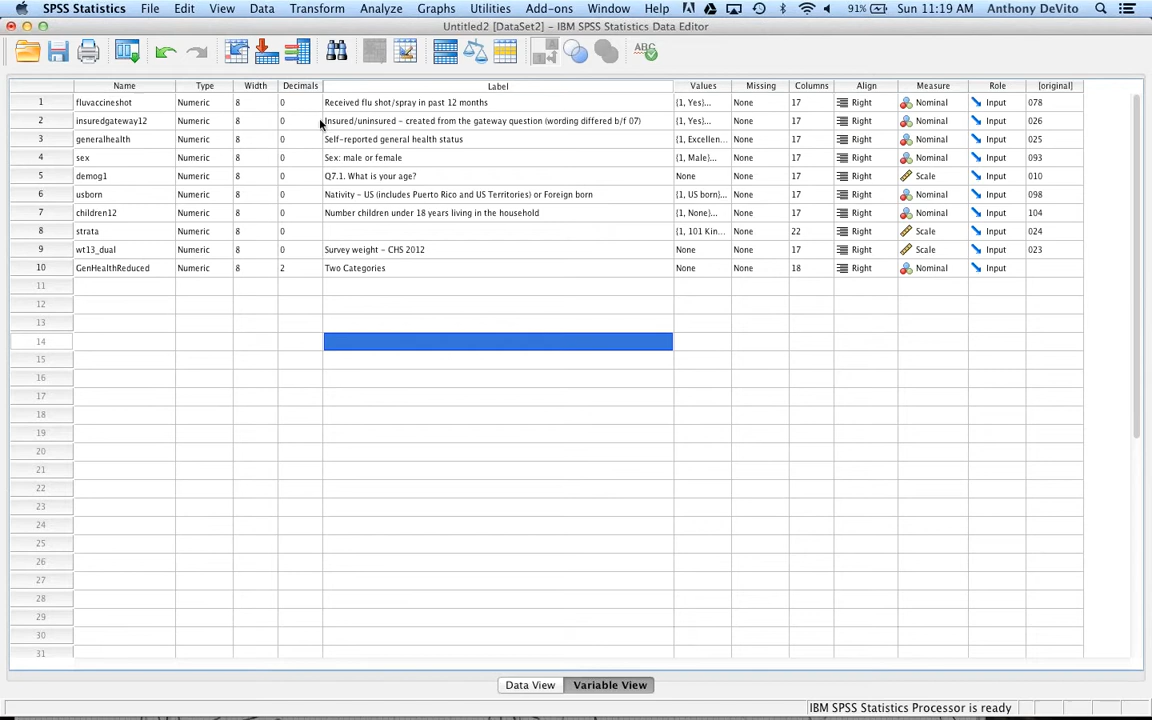 SPSS Statistics File Edit View Data Transform Analyze Graphs Utilities Add-ons Window Help 91% Sun 11:19 AM Anthony DeVito
Untitled2 [DataSet2] – IBM SPSS Statistics Data Editor
Name Type Width Decimals Label Values Missing Columns Align Measure Role [original]
1 fluvaccineshot Numeric 8 0 Received flu shot/spray in past 12 months {1, Yes}... None 17 Right Nominal Input 078
2 insuredgateway12 Numeric 8 0 Insured/uninsured – created from the gateway question (wording differed b/f 07) {1, Yes}... None 17 Right Nominal Input 026
3 generalhealth Numeric 8 0 Self-reported general health status {1, Excellen... None 17 Right Nominal Input 025
4 sex Numeric 8 0 Sex: male or female {1, Male}... None 17 Right Nominal Input 093
5 demog1 Numeric 8 0 Q7.1. What is your age? None None 17 Right Scale Input 010
6 usborn Numeric 8 0 Nativity – US (includes Puerto Rico and US Territories) or Foreign born {1, US born}... None 17 Right Nominal Input 098
7 children12 Numeric 8 0 Number children under 18 years living in the household {1, None}... None 17 Right Nominal Input 104
8 strata Numeric 8 0 {1, 101 Kin... None 22 Right Scale Input 024
9 wt13_dual Numeric 8 0 Survey weight – CHS 2012 None None 17 Right Scale Input 023
10 GenHealthReduced Numeric 8 2 Two Categories None None 18 Right Nominal Input
11
12
13
14
15
16
17
18
19
20
21
22
23
24
25
26
27
28
29
30
31
Data View Variable View
IBM SPSS Statistics Processor is ready